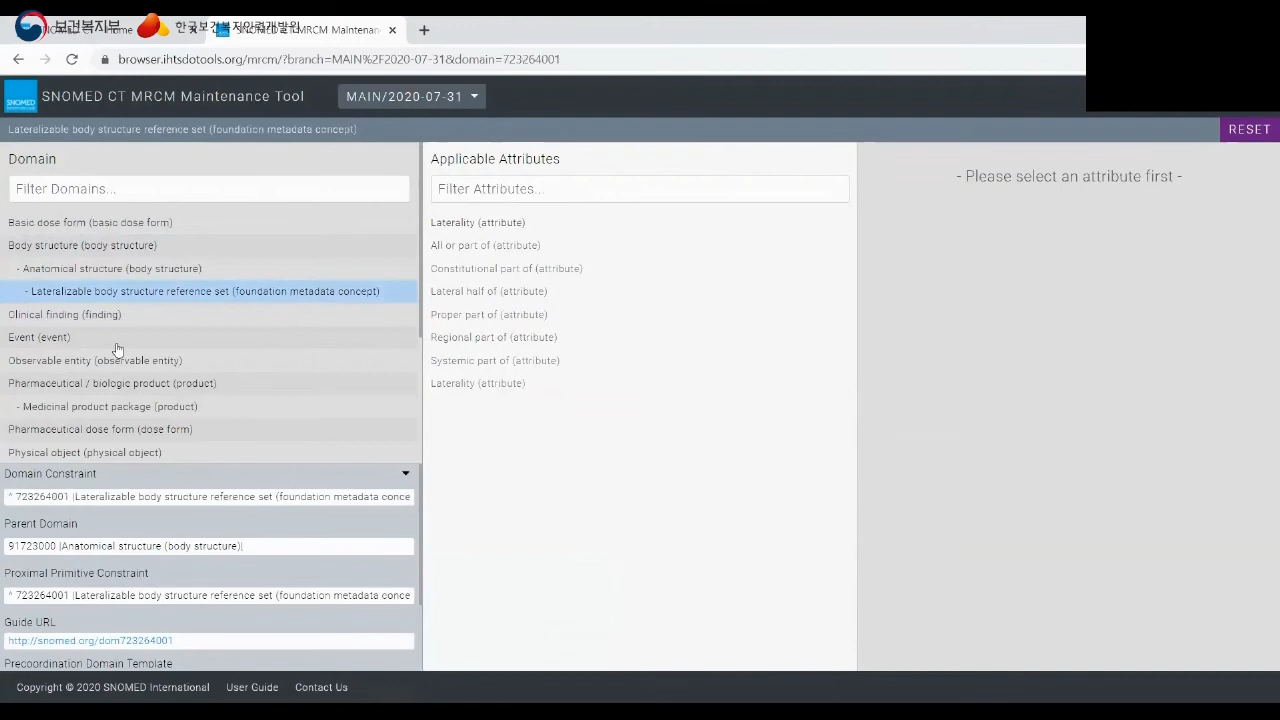 보건복지부
한국보건복지인력개발원
Home
SNOMED CT MRCM Maintenan
browser.ihtsdotools.org/mrcm/?branch=MAIN%2F2020-07-31&domain=723264001
SNOMED
SNOMED CT MRCM Maintenance Tool
MAIN/2020-07-31
Lateralizable body structure reference set (foundation metadata concept)
RESET
Domain
Filter Domains...
Basic dose form (basic dose form)
Body structure (body structure)
- Anatomical structure (body structure)
- Lateralizable body structure reference set (foundation metadata concept)
Clinical finding (finding)
Event (event)
Observable entity (observable entity)
Pharmaceutical / biologic product (product)
- Medicinal product package (product)
Pharmaceutical dose form (dose form)
Physical object (physical object)
Domain Constraint
^ 723264001 |Lateralizable body structure reference set (foundation metadata conce
Parent Domain
91723000 |Anatomical structure (body structure)|
Proximal Primitive Constraint
^ 723264001 |Lateralizable body structure reference set (foundation metadata conce
Guide URL
http://snomed.org/dom723264001
Precoordination Domain Template
Applicable Attributes
Filter Attributes...
Laterality (attribute)
All or part of (attribute)
Constitutional part of (attribute)
Lateral half of (attribute)
Proper part of (attribute)
Regional part of (attribute)
Systemic part of (attribute)
Laterality (attribute)
- Please select an attribute first -
Copyright © 2020 SNOMED International
User Guide
Contact Us